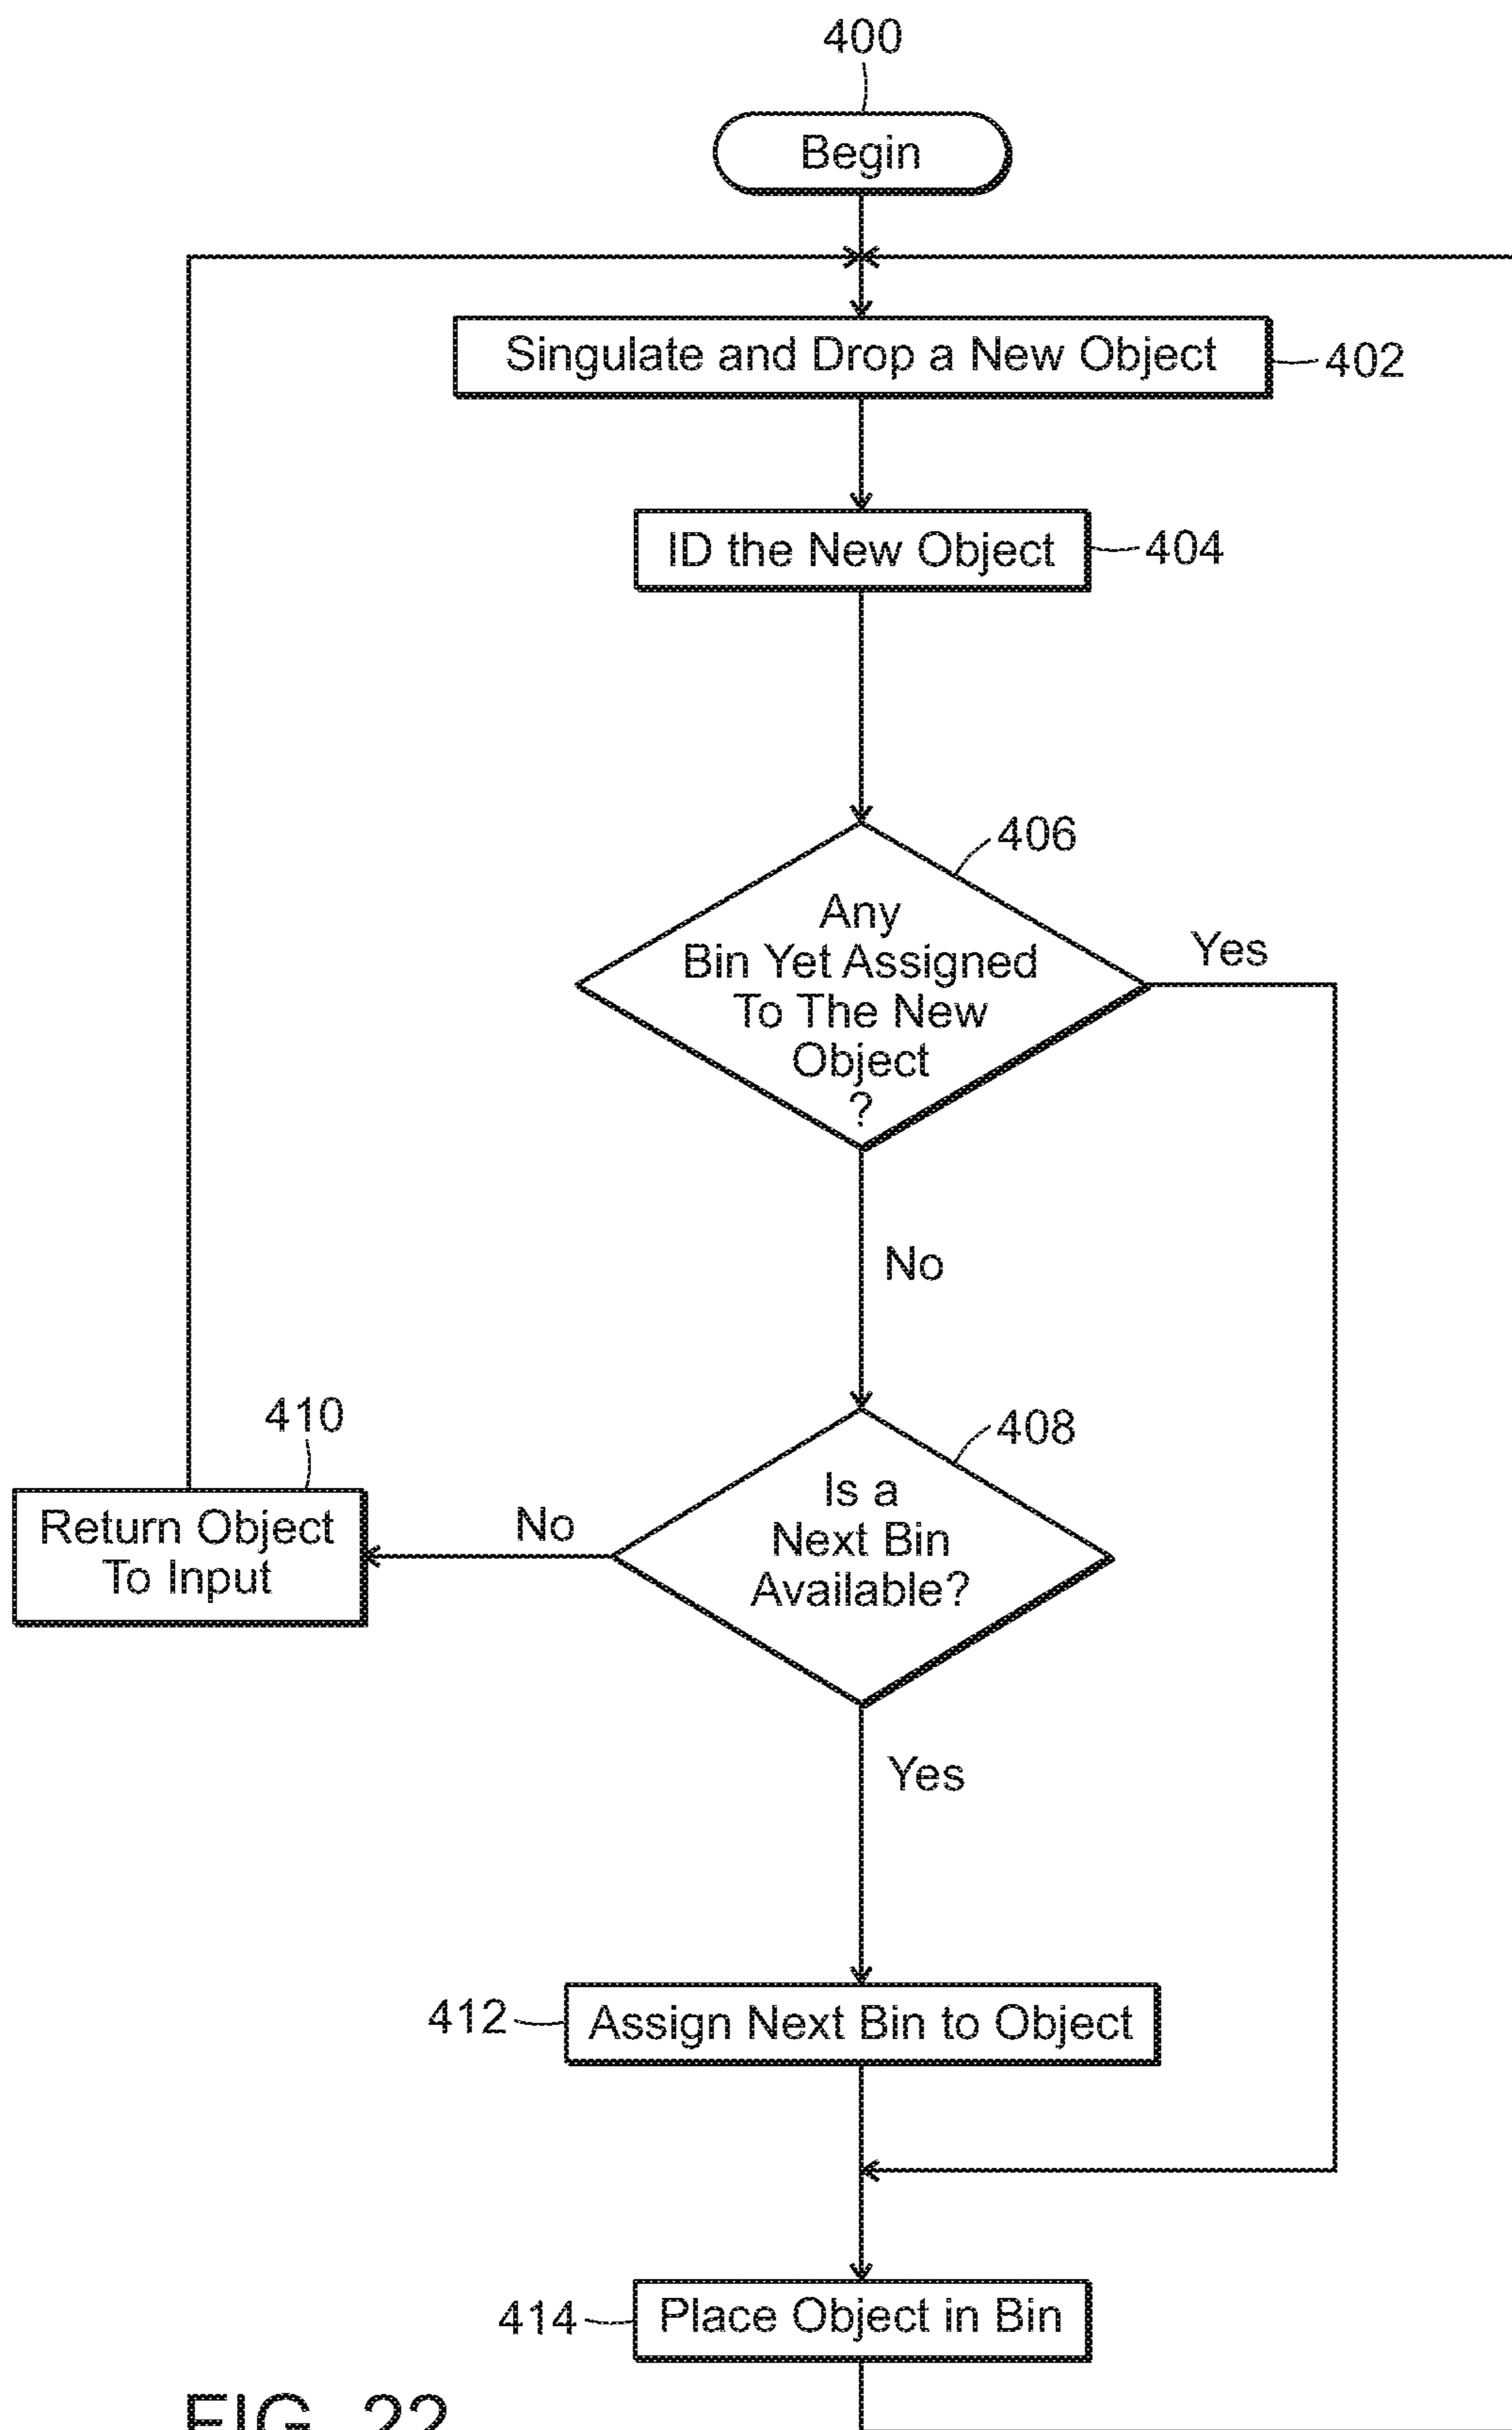 400
Begin
Singulate and Drop a New Object
402
ID the New Object
404
406
Any
Bin Yet Assigned
To The New
Object
?
Yes
No
410
408
Return Object
To Input
No
Is a
Next Bin
Available?
Yes
412
Assign Next Bin to Object
414
Place Object in Bin
FIG. 22